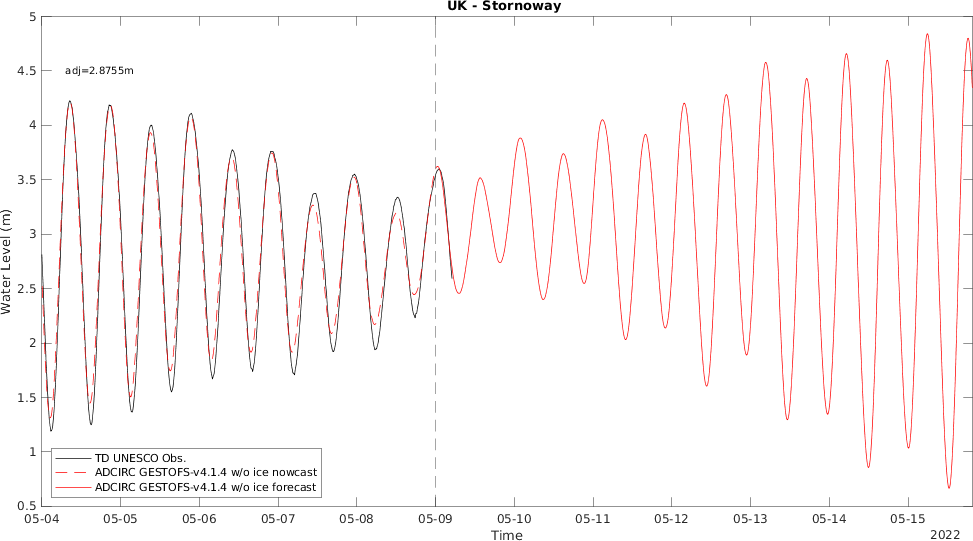 UK - Stornoway
5
4.5
4
3.5
3
2.5
2
1.5
1
0.5
Water Level (m)
adj=2.8755m
TD UNESCO Obs.
ADCIRC GESTOFS-v4.1.4 w/o ice nowcast
ADCIRC GESTOFS-v4.1.4 w/o ice forecast
05-04 05-05 05-06 05-07 05-08 05-09 05-10 05-11 05-12 05-13 05-14 05-15
Time
2022